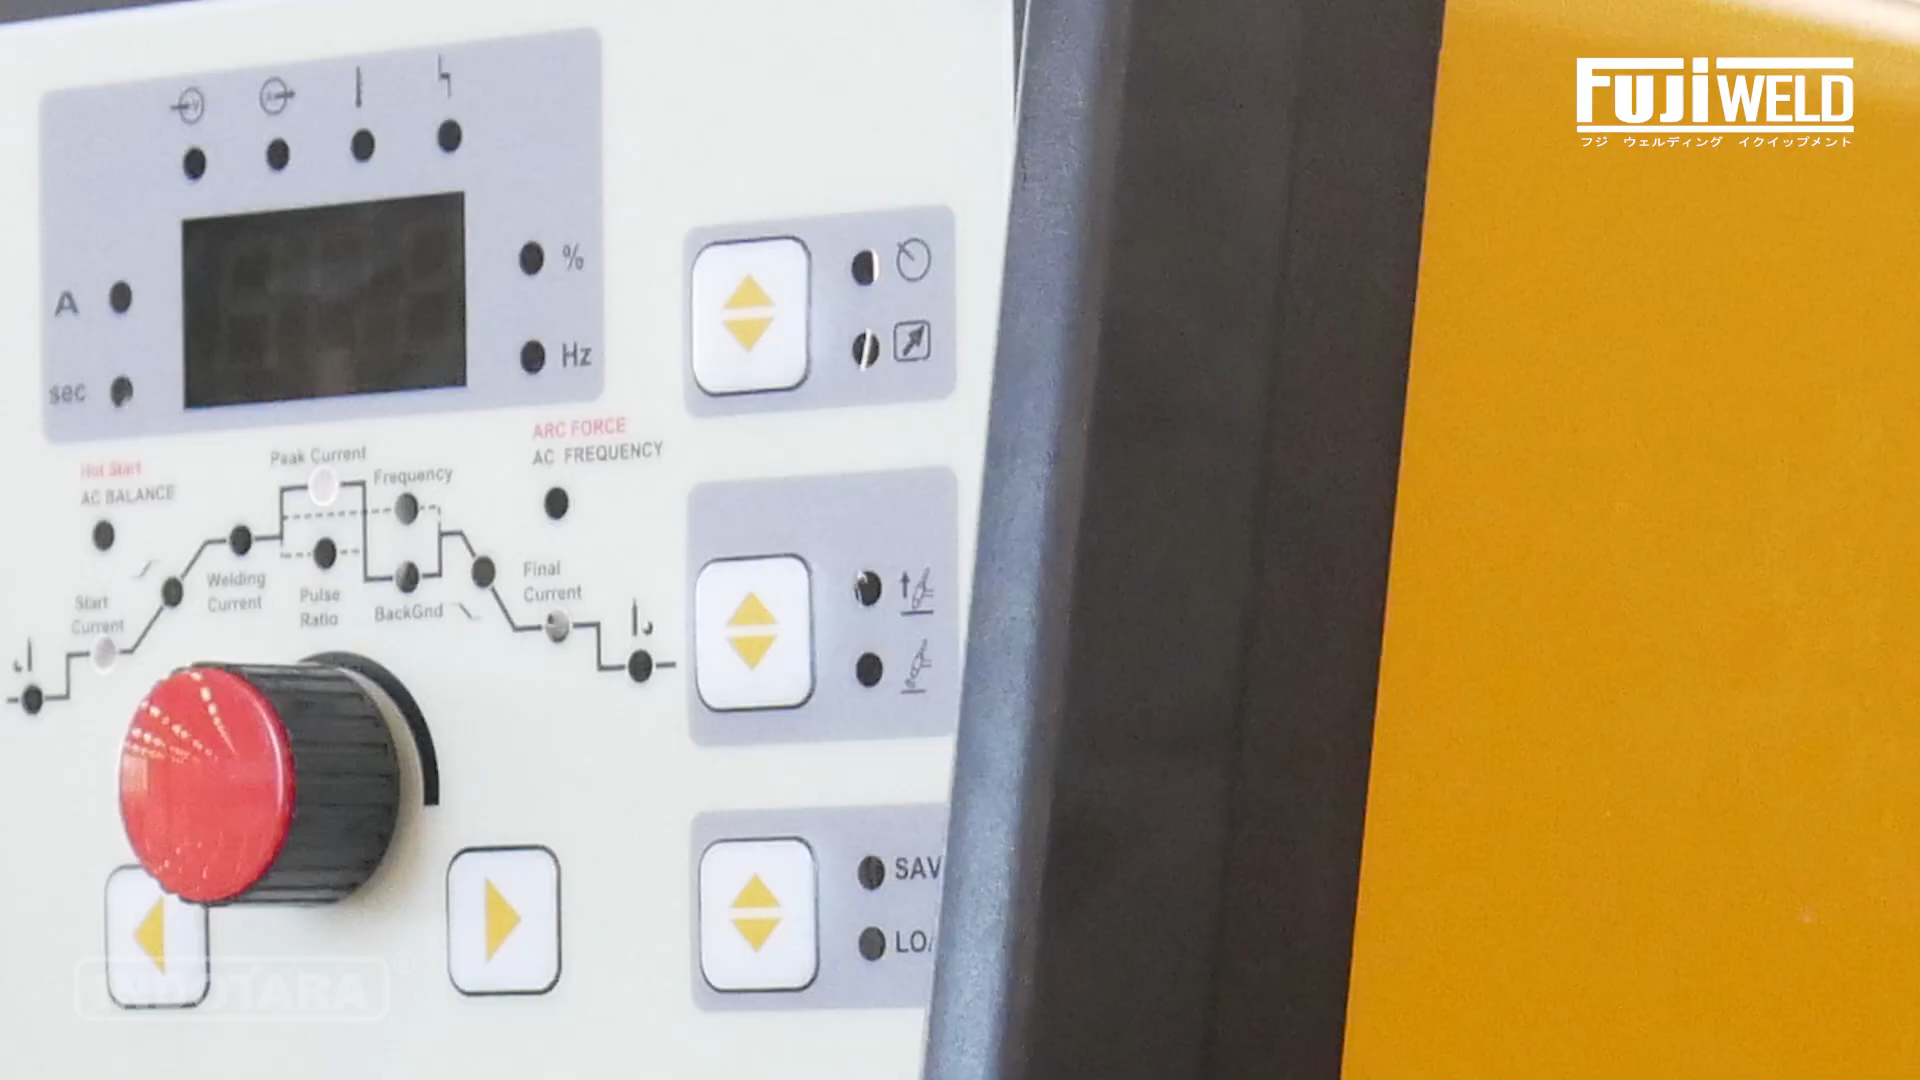 FujiWELD
フジ ウェルディング イクイップメント
A
sec
%
Hz
Hot Start
AC BALANCE
Peak Current
Frequency
ARC FORCE
AC FREQUENCY
Start
Current
Welding
Current
Pulse
Ratio
BackGnd
Final
Current
SAV
LOA
INDOTARA